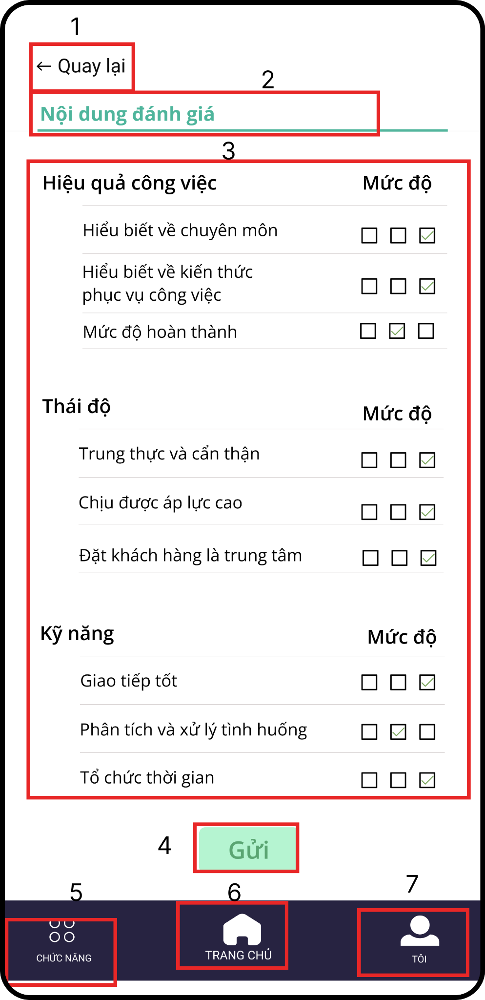 1
← Quay lại
2
Nội dung đánh giá
3
Hiệu quả công việc Mức độ
Hiểu biết về chuyên môn
Hiểu biết về kiến thức
phục vụ công việc
Mức độ hoàn thành
Thái độ Mức độ
Trung thực và cẩn thận
Chịu được áp lực cao
Đặt khách hàng là trung tâm
Kỹ năng Mức độ
Giao tiếp tốt
Phân tích và xử lý tình huống
Tổ chức thời gian
4 Gửi
5 6 7
CHỨC NĂNG TRANG CHỦ TÔI